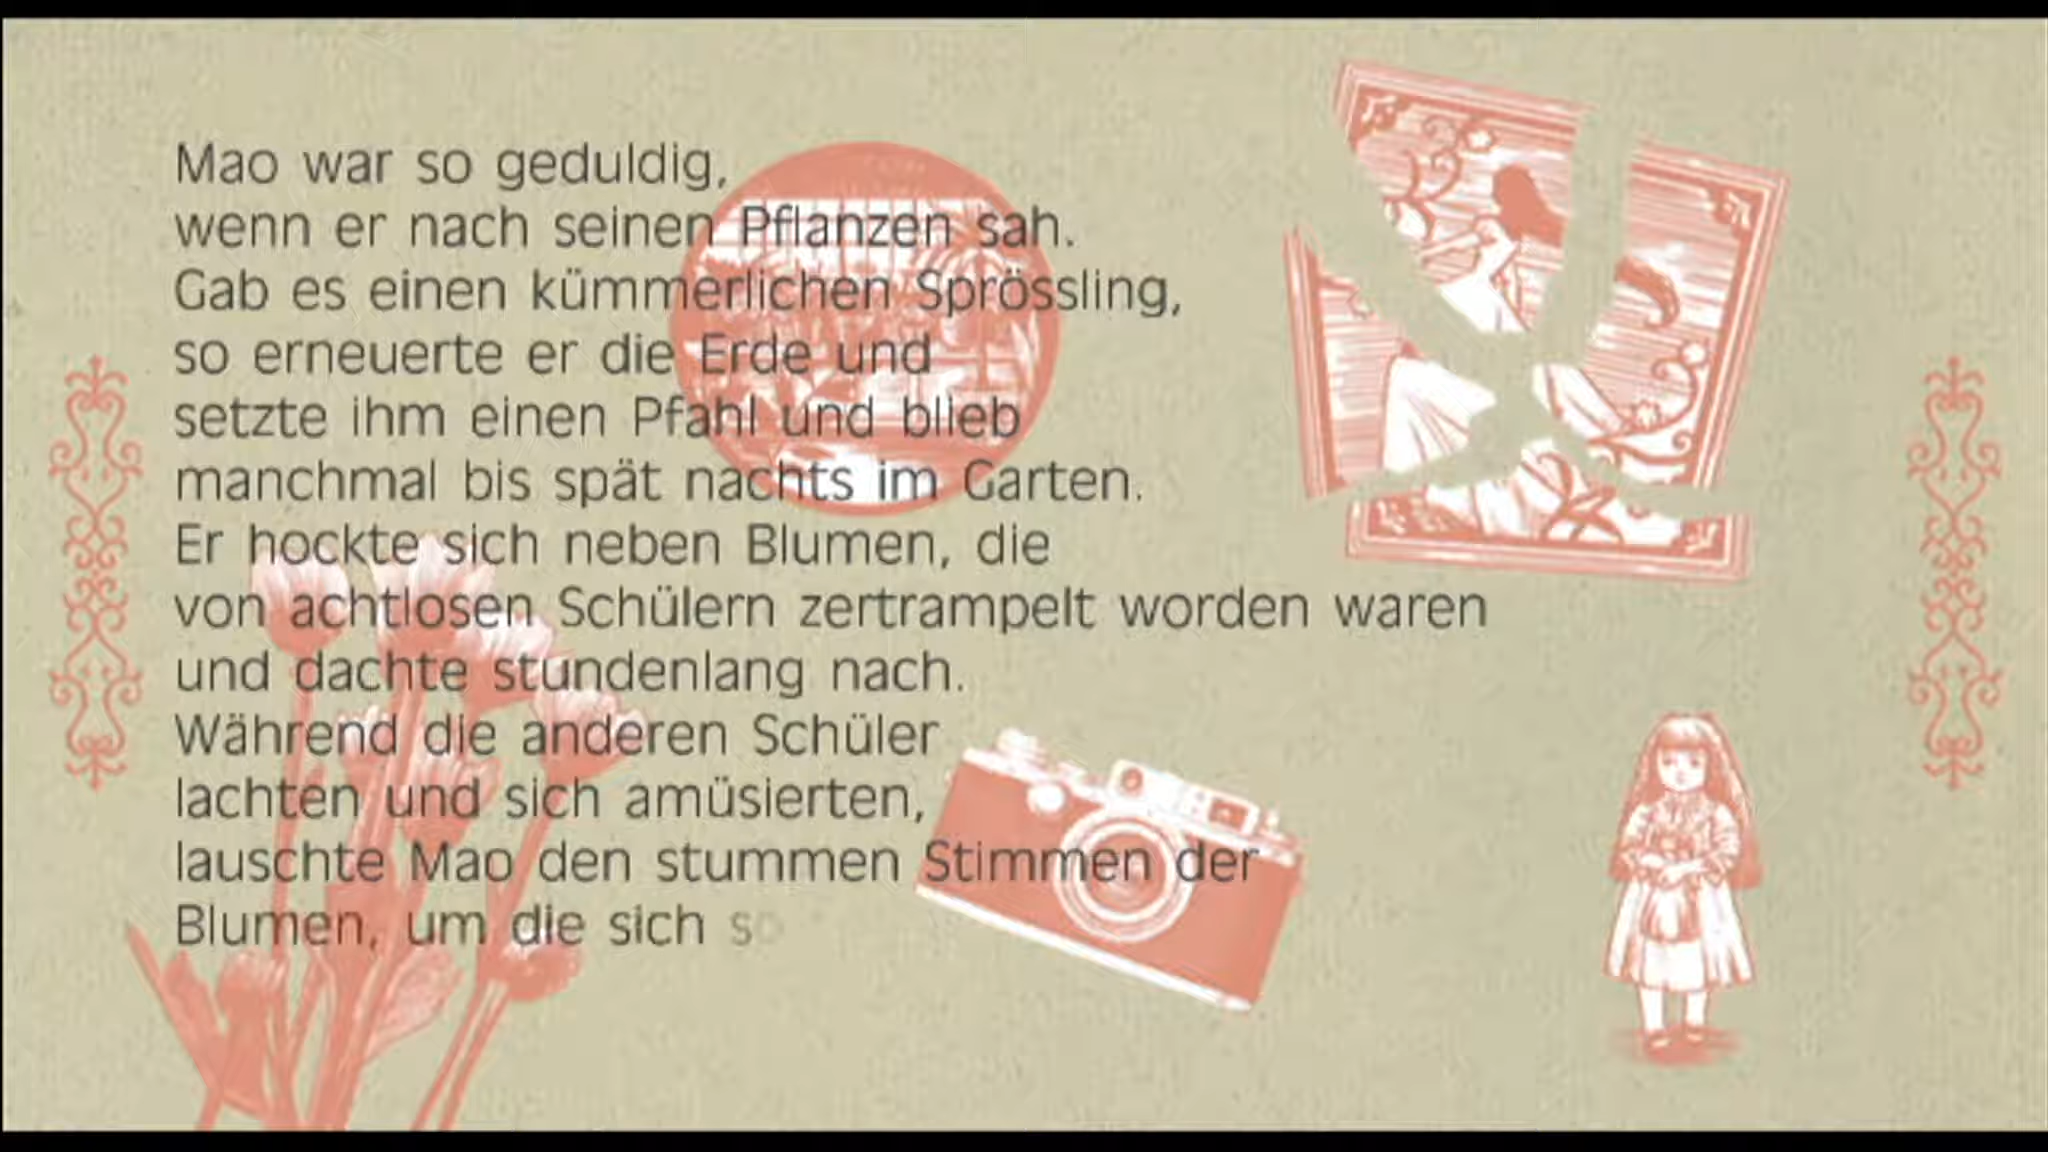 Mao war so geduldig,
wenn er nach seinen Pflanzen sah.
Gab es einen kümmerlichen Sprössling,
so erneuerte er die Erde und
setzte ihm einen Pfahl und blieb
manchmal bis spät nachts im Garten.
Er hockte sich neben Blumen, die
von achtlosen Schülern zertrampelt worden waren
und dachte stundenlang nach.
Während die anderen Schüler
lachten und sich amüsierten,
lauschte Mao den stummen Stimmen der
Blumen, um die sich so